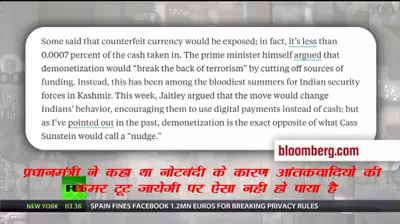 Some said that counterfeit currency would be exposed; in fact, it's less than
0.0007 percent of the cash taken in. The prime minister himself argued that
demonetization would "break the back of terrorism" by cutting off sources of
funding. Instead, this has been among the bloodiest summers for Indian security
forces in Kashmir. This week, Jaitley argued that the move would change
Indians' behavior, encouraging them to use digital payments instead of cash; but
as I've pointed out in the past, demonetization is the exact opposite of what Cass
Sunstein would call a "nudge."
bloomberg.com
प्रधानमंत्री ने कहा था नोटबंदी के कारण आंतकवादियो की
कमर टूट जायेगी पर ऐसा नही हो पाया है
RT
NEWS 03:36 SPAIN FINES FACEBOOK 1.2MN EUROS FOR BREAKING PRIVACY RULES